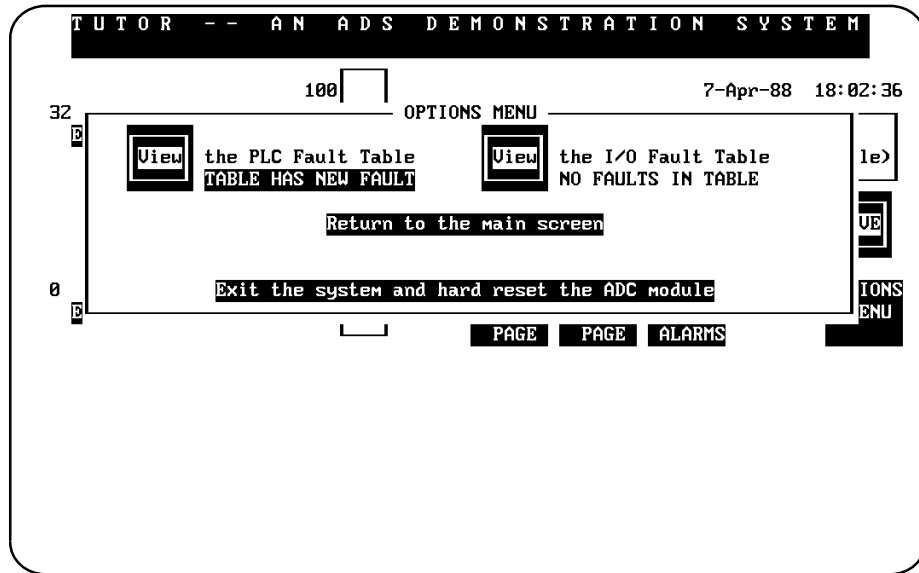 TUTOR -- AN ADS DEMONSTRATION SYSTEM
100
7-Apr-88 18:02:36
32
OPTIONS MENU
E
View the PLC Fault Table
TABLE HAS NEW FAULT
View the I/O Fault Table
NO FAULTS IN TABLE
le)
Return to the main screen
VE
0
Exit the system and hard reset the ADC module
IONS
E
ENU
PAGE PAGE ALARMS